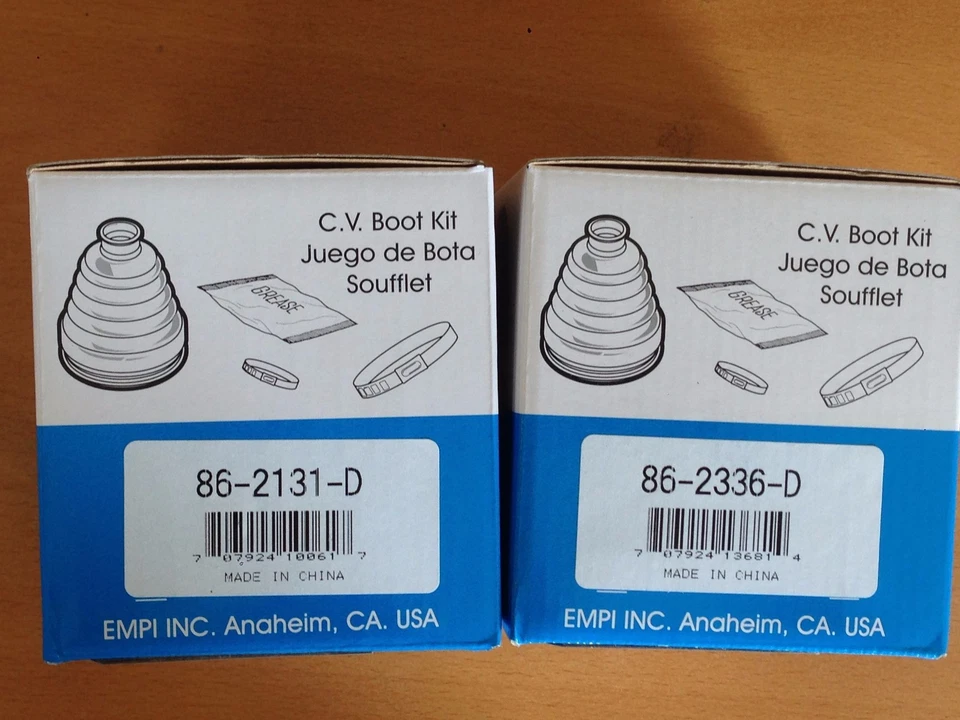 C.V. Boot Kit
Juego de Bota
Soufflet
GREASE
86-2131-D
7 07924 10061 7
MADE IN CHINA
EMPI INC. Anaheim, CA. USA
C.V. Boot Kit
Juego de Bota
Soufflet
GREASE
86-2336-D
7 07924 13681 4
MADE IN CHINA
EMPI INC. Anaheim, CA. USA